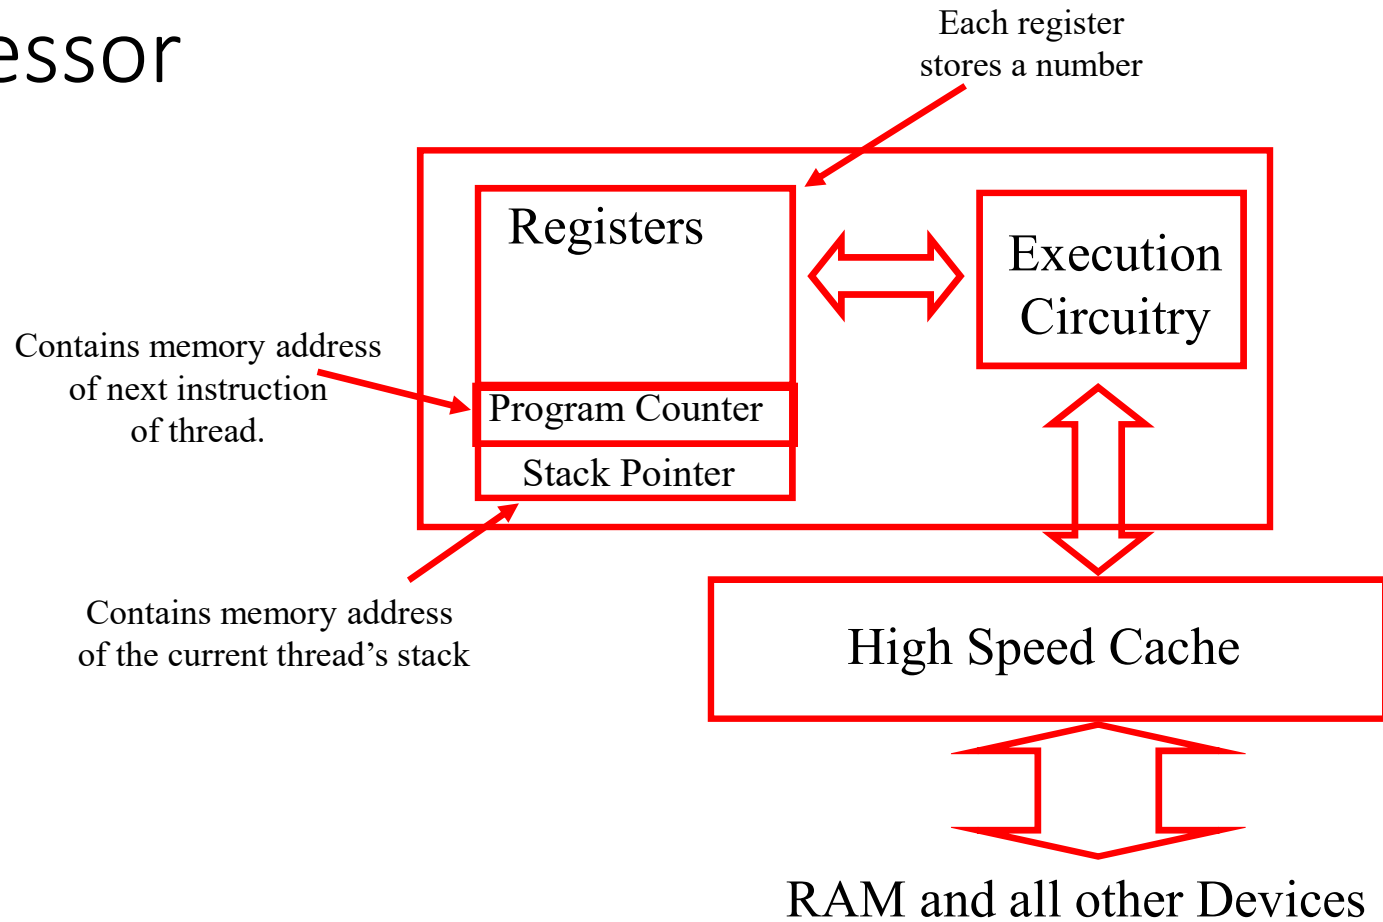 essor
Each register
stores a number
Registers
Execution
Circuitry
Contains memory address
of next instruction
of thread.
Program Counter
Stack Pointer
Contains memory address
of the current thread’s stack
High Speed Cache
RAM and all other Devices